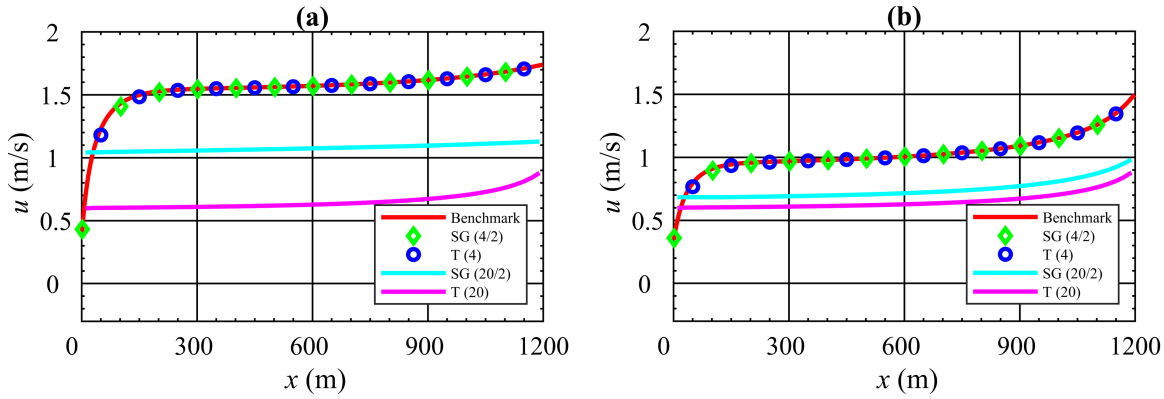 (a)
2
1.5
1
0.5
0
u (m/s)
Benchmark
SG (4/2)
T (4)
SG (20/2)
T (20)
0 300 600 900 1200
x (m)
(b)
2
1.5
1
0.5
0
u (m/s)
Benchmark
SG (4/2)
T (4)
SG (20/2)
T (20)
0 300 600 900 1200
x (m)